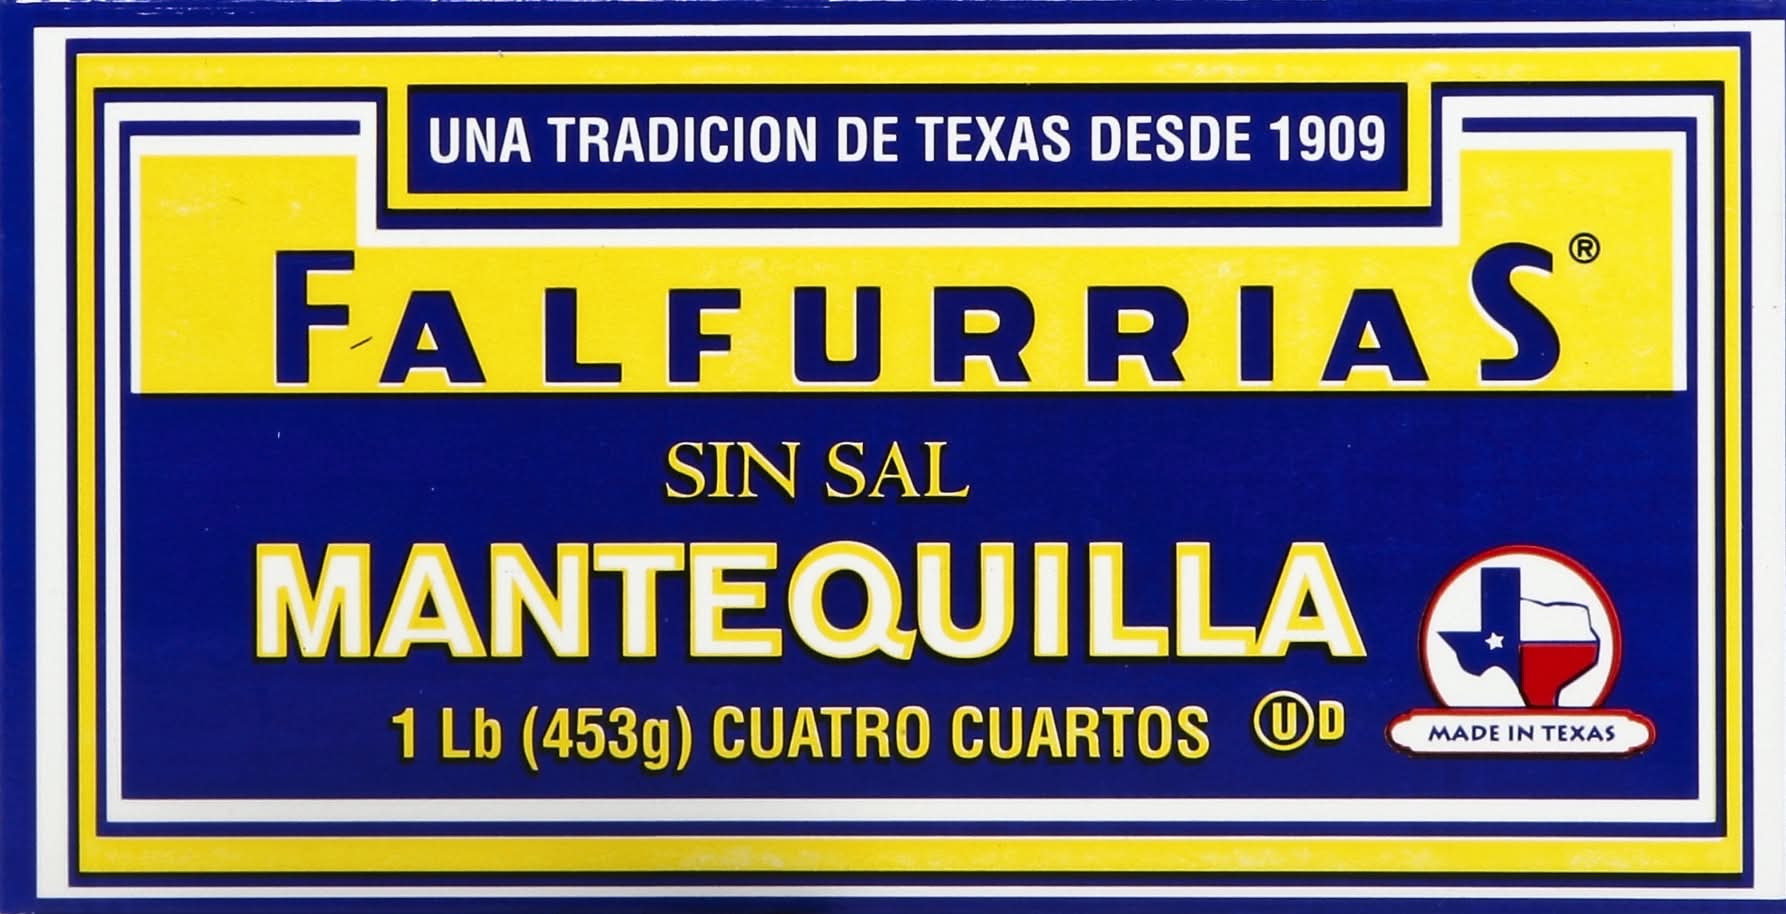 UNA TRADICION DE TEXAS DESDE 1909
FALFURRIAS®
SIN SAL
MANTEQUILLA
1 Lb (453g) CUATRO CUARTOS Ⓤ D
MADE IN TEXAS